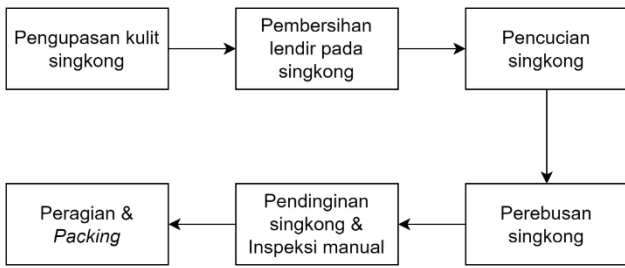 Pengupasan kulit
singkong
Pembersihan
lendir pada
singkong
Pencucian
singkong
Perebusan
singkong
Pendinginan
singkong &
Inspeksi manual
Peragian &
Packing